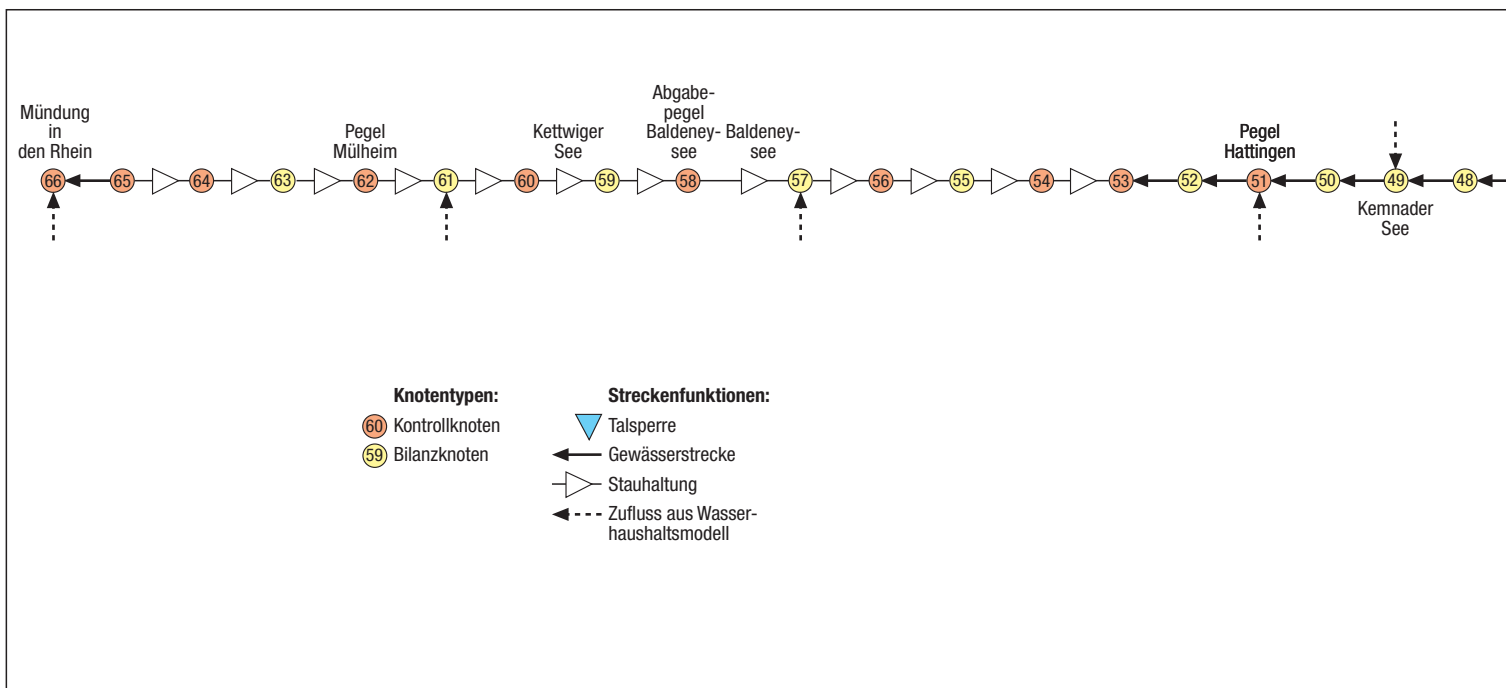 Mündung
in
den Rhein
Pegel
Mülheim
Kettwiger
See
Abgabe-
pegel
Baldeney-
see
Baldeney-
see
Pegel
Hattingen
66 65 64 63 62 61 60 59 58 57 56 55 54 53 52 51 50 49 48
Kemnader
See
Knotentypen:
60 Kontrollknoten
59 Bilanzknoten
Streckenfunktionen:
Talsperre
Gewässerstrecke
Stauhaltung
Zufluss aus Wasser-
haushaltsmodell